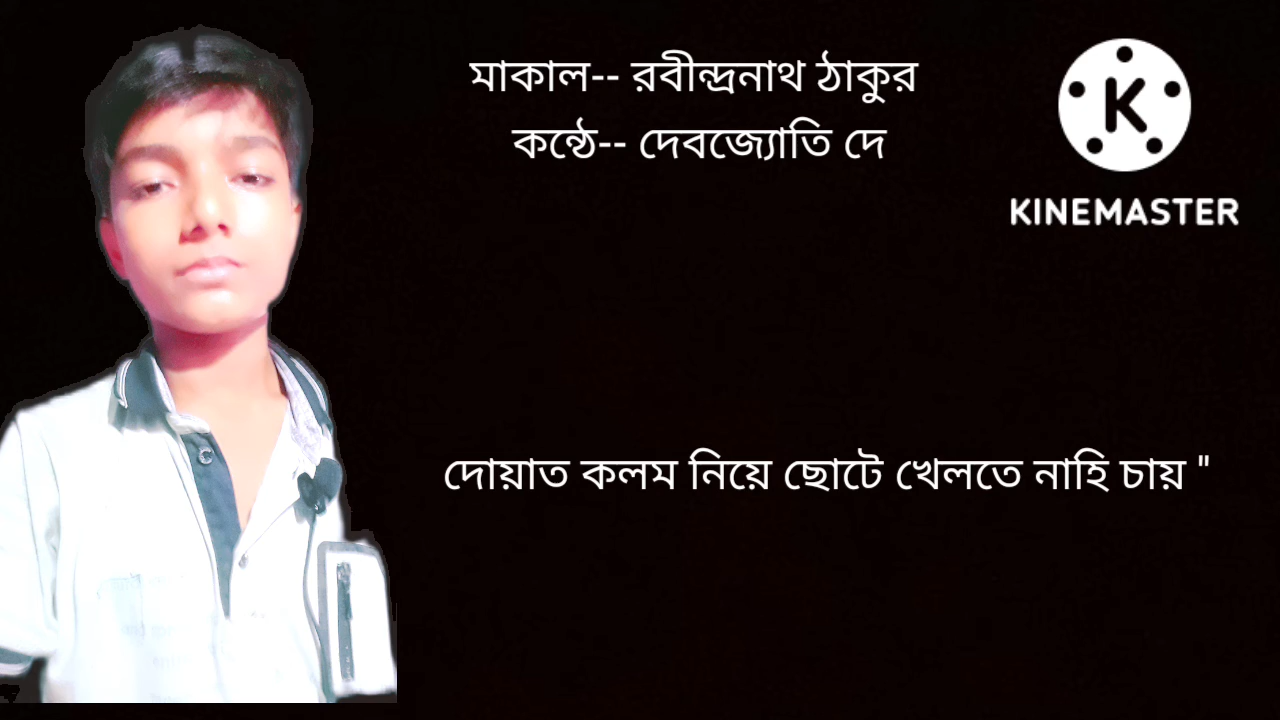 মাকাল-- রবীন্দ্রনাথ ঠাকুর
কন্ঠে-- দেবজ্যোতি দে
K
KINEMASTER
দোয়াত কলম নিয়ে ছোটে খেলতে নাহি চায় "